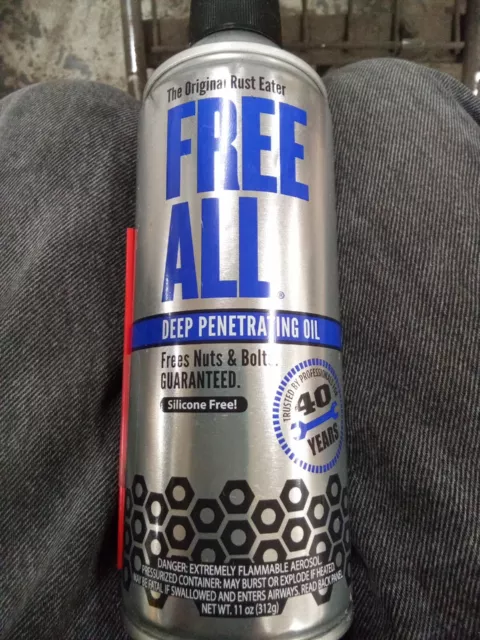 The Original Rust Eater
FREE
ALL®
DEEP PENETRATING OIL
Frees Nuts & Bolt..
GUARANTEED.
Silicone Free!
TRUSTED BY PROFESSIONALS
40
YEARS
DANGER: EXTREMELY FLAMMABLE AEROSOL.
PRESSURIZED CONTAINER: MAY BURST OR EXPLODE IF HEATED.
MAY BE FATAL IF SWALLOWED AND ENTERS AIRWAYS. READ BACK PANEL.
NET WT. 11 oz (312g)